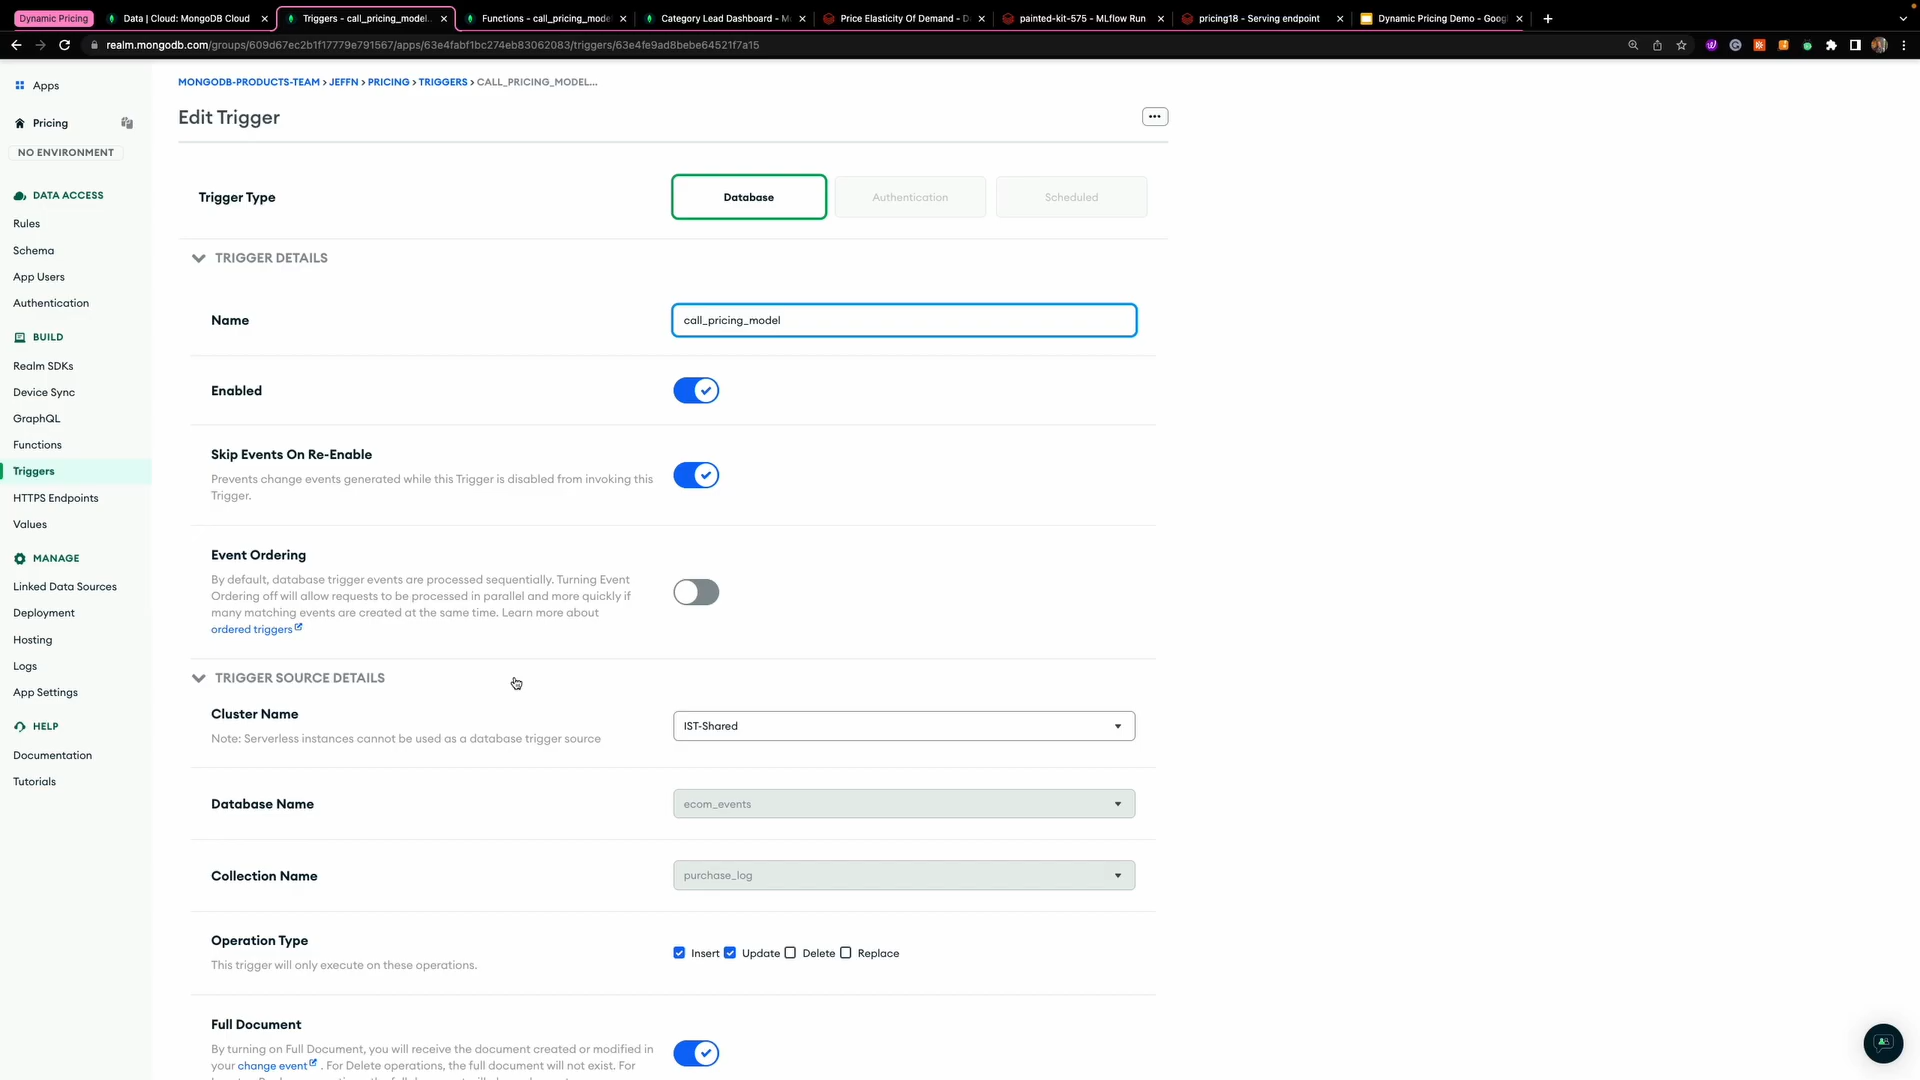 Dynamic Pricing
Data | Cloud: MongoDB Cloud
Triggers - call_pricing_model
Functions - call_pricing_mode
Category Lead Dashboard - M
Price Elasticity Of Demand - D
painted-kit-575 - MLflow Run
pricing18 - Serving endpoint
Dynamic Pricing Demo - Goog
realm.mongodb.com/groups/609d67ec2b1f17779e791567/apps/63e4fabf1bc274eb83062083/triggers/63e4fe9ad8bebe64521f7a15
Apps
Pricing
NO ENVIRONMENT
DATA ACCESS
Rules
Schema
App Users
Authentication
BUILD
Realm SDKs
Device Sync
GraphQL
Functions
Triggers
HTTPS Endpoints
Values
MANAGE
Linked Data Sources
Deployment
Hosting
Logs
App Settings
HELP
Documentation
Tutorials
MONGODB-PRODUCTS-TEAM > JEFFN > PRICING > TRIGGERS > CALL_PRICING_MODEL...
Edit Trigger
Trigger Type
Database
Authentication
Scheduled
TRIGGER DETAILS
Name
call_pricing_model
Enabled
Skip Events On Re-Enable
Prevents change events generated while this Trigger is disabled from invoking this
Trigger.
Event Ordering
By default, database trigger events are processed sequentially. Turning Event
Ordering off will allow requests to be processed in parallel and more quickly if
many matching events are created at the same time. Learn more about
ordered triggers
TRIGGER SOURCE DETAILS
Cluster Name
Note: Serverless instances cannot be used as a database trigger source
IST-Shared
Database Name
ecom_events
Collection Name
purchase_log
Operation Type
This trigger will only execute on these operations.
Insert Update Delete Replace
Full Document
By turning on Full Document, you will receive the document created or modified in
your change event . For Delete operations, the full document will not exist. For